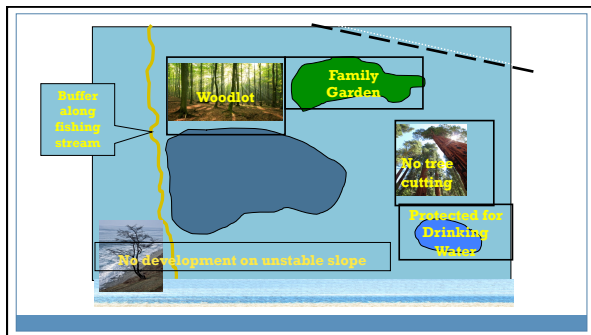 Family
Garden
Woodlot
Buffer
along
fishing
stream
No tree
cutting
Protected for
Drinking
Water
No development on unstable slope